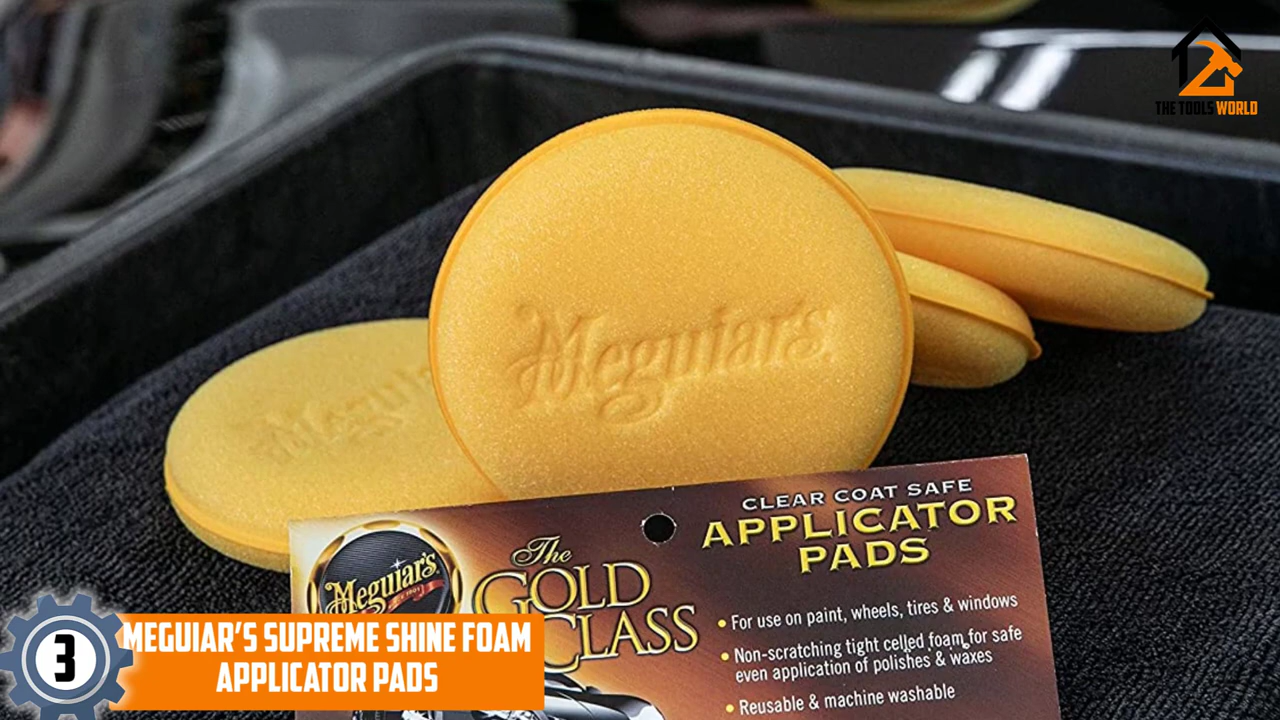 THE TOOLS WORLD
Meguiar's
Meguiar's
CLEAR COAT SAFE
APPLICATOR
PADS
Meguiar's
The
GOLD
CLASS
• For use on paint, wheels, tires & windows
• Non-scratching tight celled foam for safe
even application of polishes & waxes
• Reusable & machine washable
3
MEGUIAR'S SUPREME SHINE FOAM
APPLICATOR PADS